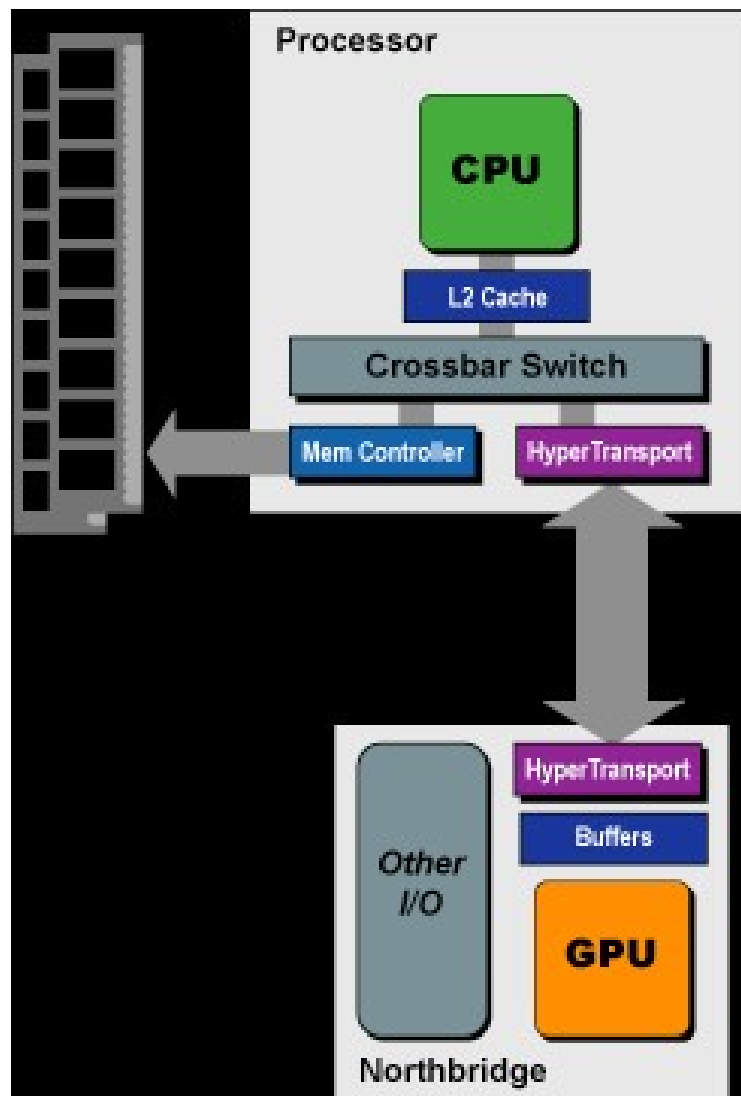 Processor
CPU
L2 Cache
Crossbar Switch
Mem Controller
HyperTransport
HyperTransport
Buffers
Other
I/O
GPU
Northbridge